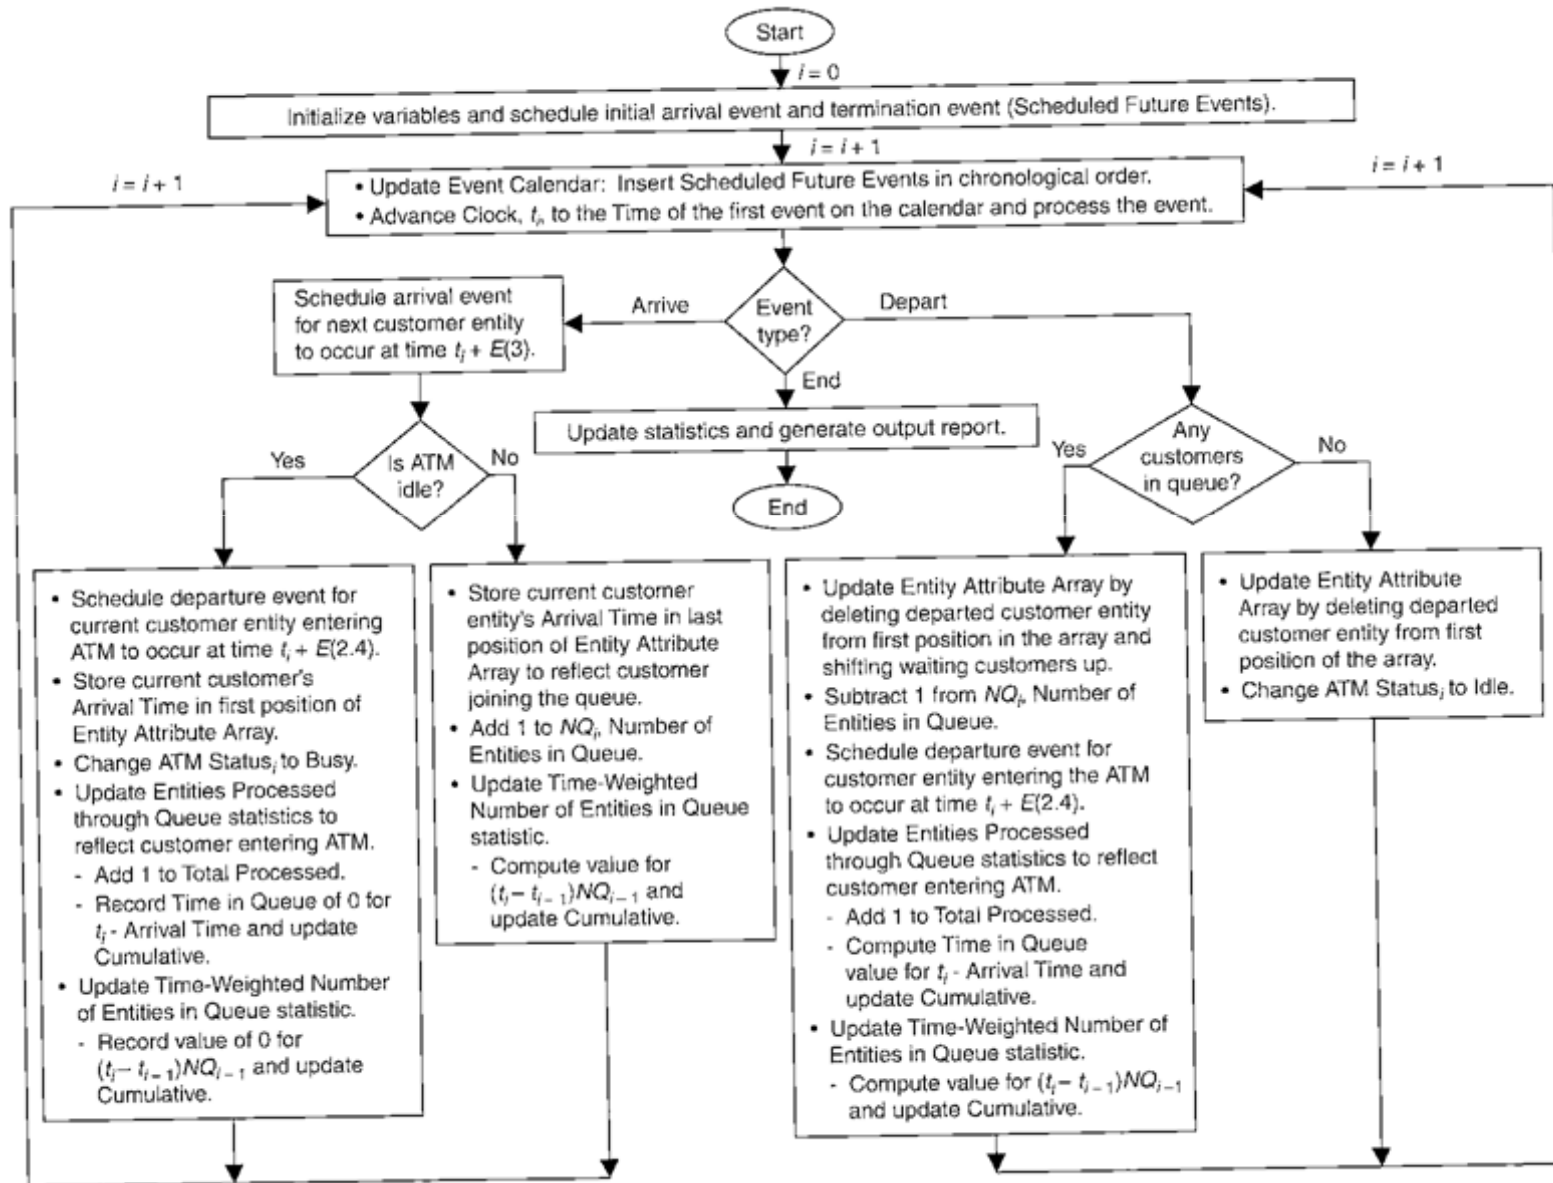 Start
i = 0
Initialize variables and schedule initial arrival event and termination event (Scheduled Future Events).
i = i + 1
i = i + 1
i = i + 1
• Update Event Calendar: Insert Scheduled Future Events in chronological order.
• Advance Clock, tᵢ, to the Time of the first event on the calendar and process the event.
Schedule arrival event
for next customer entity
to occur at time tᵢ + E(3).
Arrive
Event
type?
Depart
End
Update statistics and generate output report.
End
Is ATM
idle?
Yes
No
Any
customers
in queue?
Yes
No
• Schedule departure event for
current customer entity entering
ATM to occur at time tᵢ + E(2.4).
• Store current customer's
Arrival Time in first position of
Entity Attribute Array.
• Change ATM Statusᵢ to Busy.
• Update Entities Processed
through Queue statistics to
reflect customer entering ATM.
- Add 1 to Total Processed.
- Record Time in Queue of 0 for
tᵢ - Arrival Time and update
Cumulative.
• Update Time-Weighted Number
of Entities in Queue statistic.
- Record value of 0 for
(tᵢ – tᵢ₋₁)NQᵢ₋₁ and update
Cumulative.
• Store current customer
entity's Arrival Time in last
position of Entity Attribute
Array to reflect customer
joining the queue.
• Add 1 to NQᵢ, Number of
Entities in Queue.
• Update Time-Weighted
Number of Entities in Queue
statistic.
- Compute value for
(tᵢ – tᵢ₋₁)NQᵢ₋₁ and
update Cumulative.
• Update Entity Attribute Array by
deleting departed customer entity
from first position in the array and
shifting waiting customers up.
• Subtract 1 from NQᵢ, Number of
Entities in Queue.
• Schedule departure event for
customer entity entering the ATM
to occur at time tᵢ + E(2.4).
• Update Entities Processed
through Queue statistics to reflect
customer entering ATM.
- Add 1 to Total Processed.
- Compute Time in Queue
value for tᵢ - Arrival Time and
update Cumulative.
• Update Time-Weighted Number of
Entities in Queue statistic.
- Compute value for (tᵢ – tᵢ₋₁)NQᵢ₋₁
and update Cumulative.
• Update Entity Attribute
Array by deleting departed
customer entity from first
position of the array.
• Change ATM Statusᵢ to Idle.